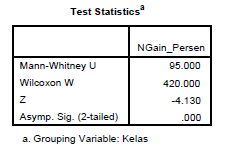 Test Statisticsa
NGain_Persen
Mann-Whitney U 95.000
Wilcoxon W 420.000
Z -4.130
Asymp. Sig. (2-tailed) .000
a. Grouping Variable: Kelas